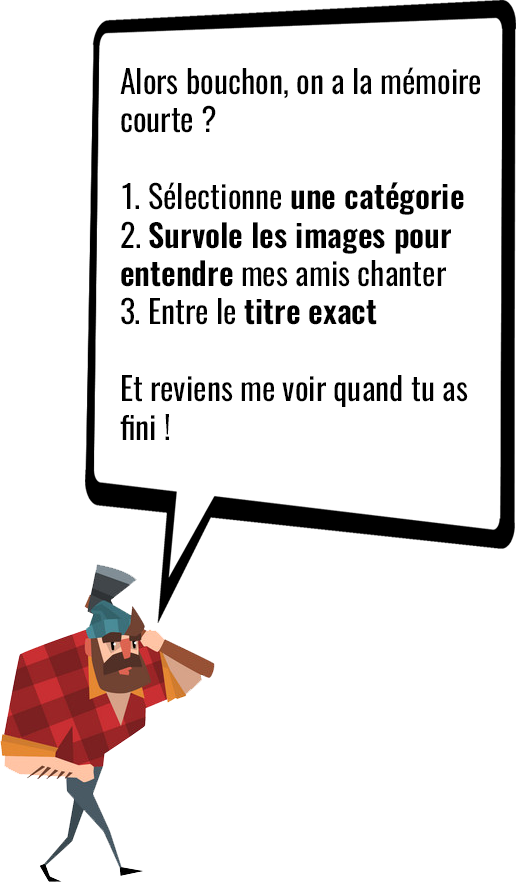 Alors bouchon, on a la mémoire
courte ?
1. Sélectionne une catégorie
2. Survole les images pour
entendre mes amis chanter
3. Entre le titre exact
Et reviens me voir quand tu as
fini !